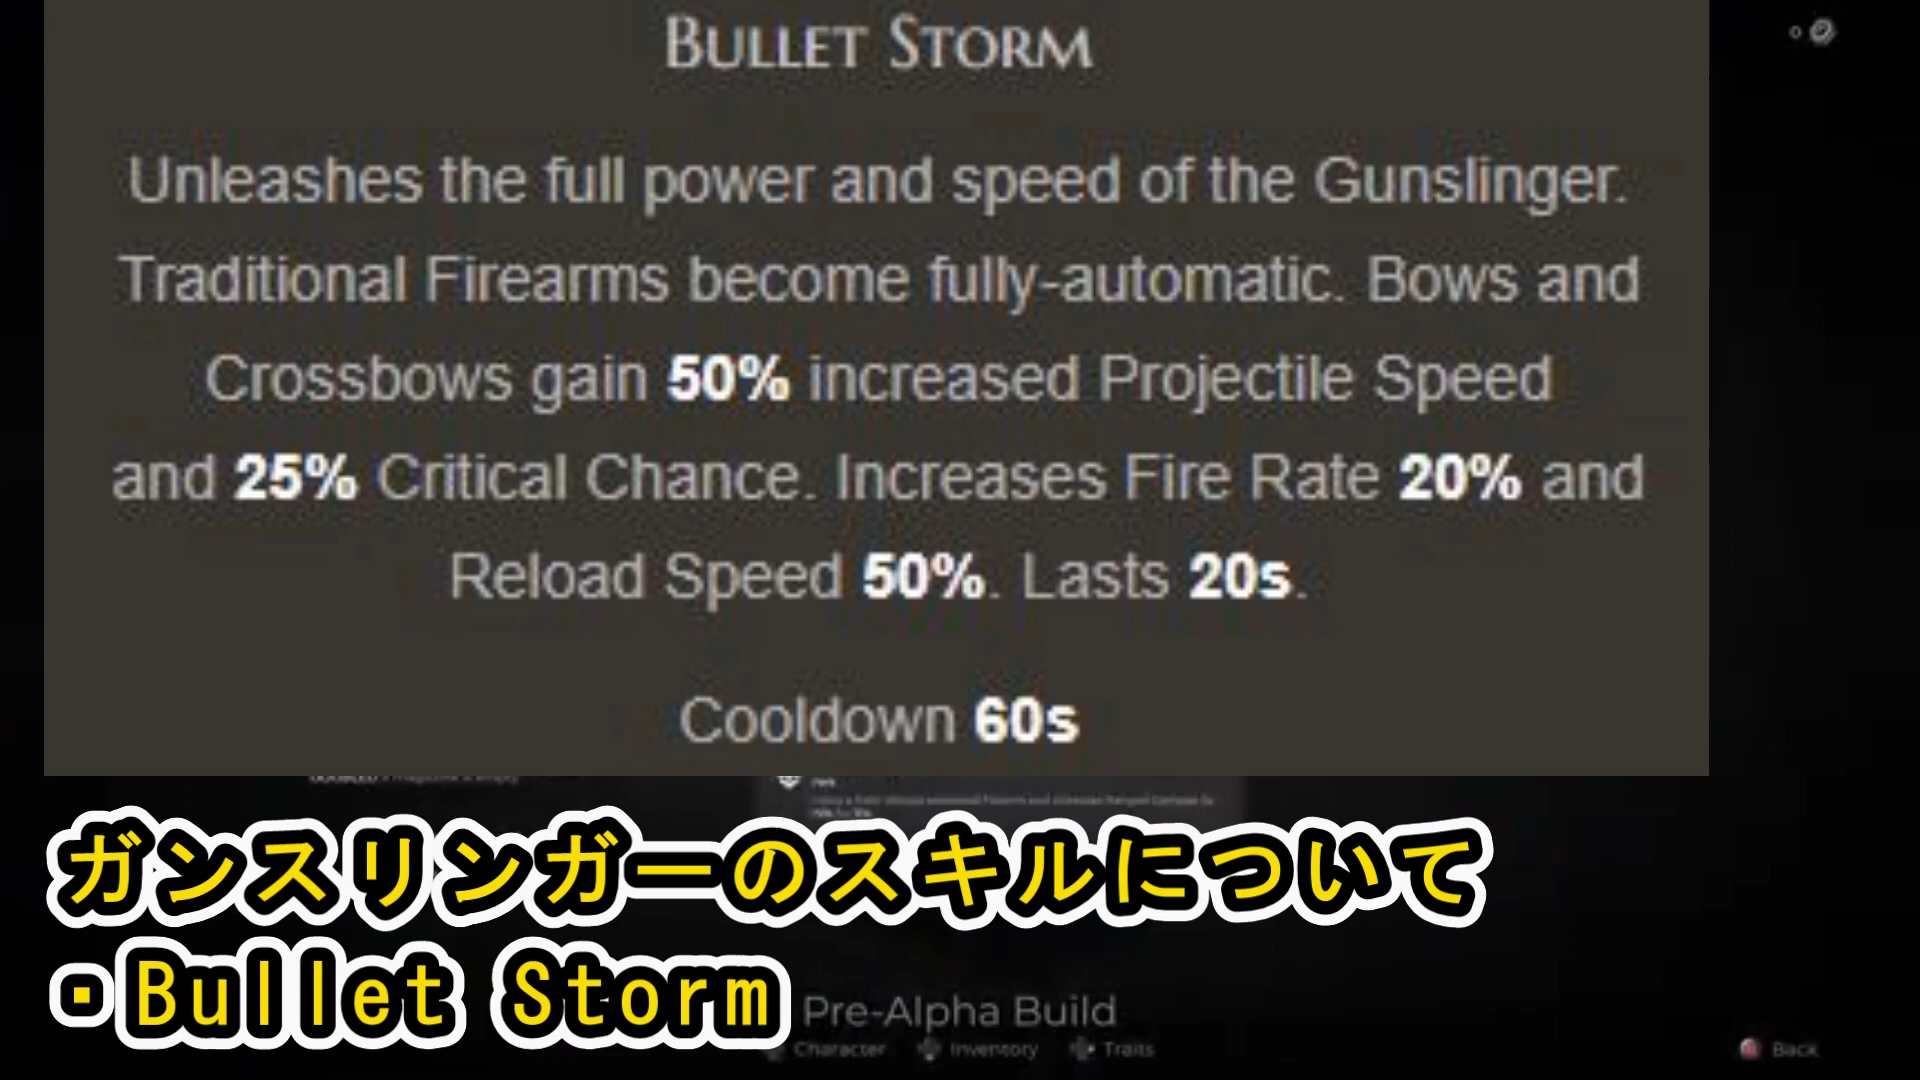 0
BULLET STORM
Unleashes the full power and speed of the Gunslinger.
Traditional Firearms become fully-automatic. Bows and
Crossbows gain 50% increased Projectile Speed
and 25% Critical Chance. Increases Fire Rate 20% and
Reload Speed 50%. Lasts 20s.
Cooldown 60s
ガンスリンガーのスキルについて
・Bullet Storm
Pre-Alpha Build
Character Inventory Traits
Back